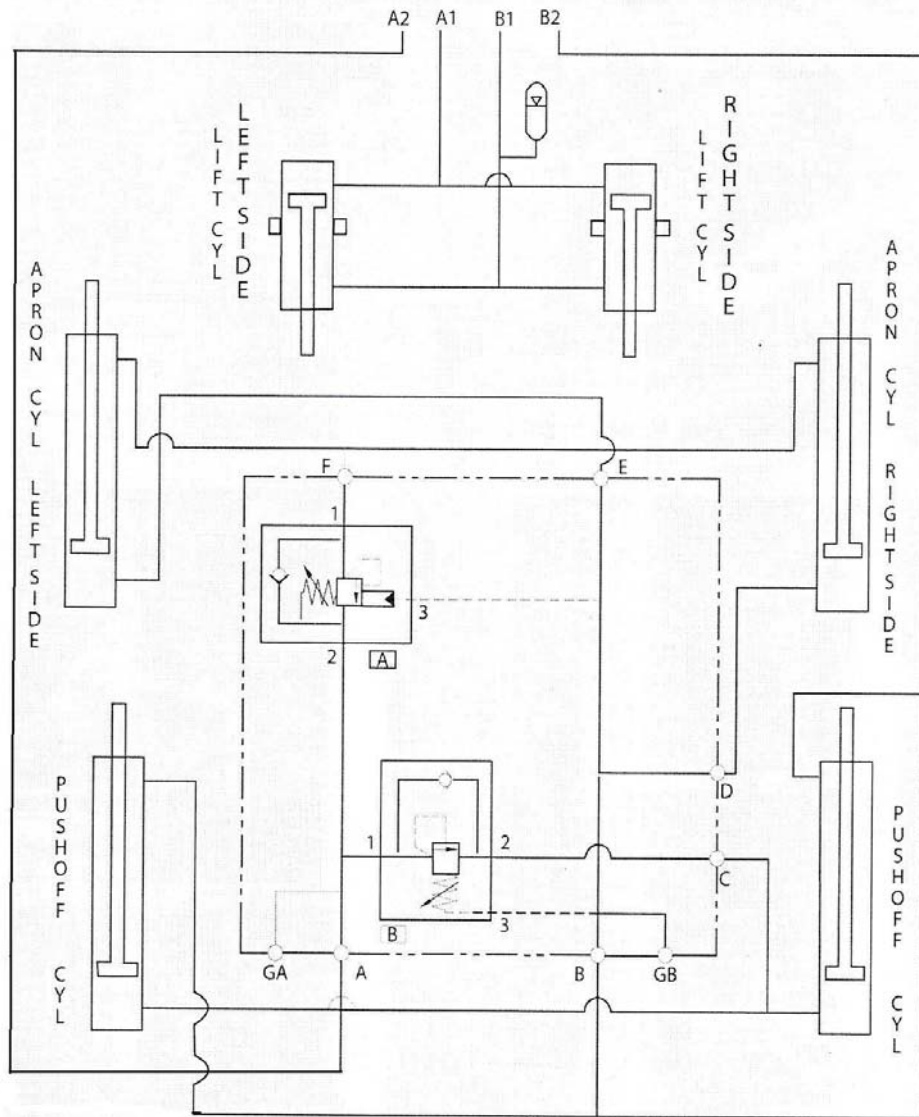 A2 A1 B1 B2
LEFT SIDE
LIFT CYL
RIGHT SIDE
LIFT CYL
APRON CYL LEFT SIDE
APRON CYL RIGHT SIDE
F
E
1
3
2
A
D
1
2
C
3
B
GA
A
B
GB
PUSHOFF CYL
PUSHOFF CYL